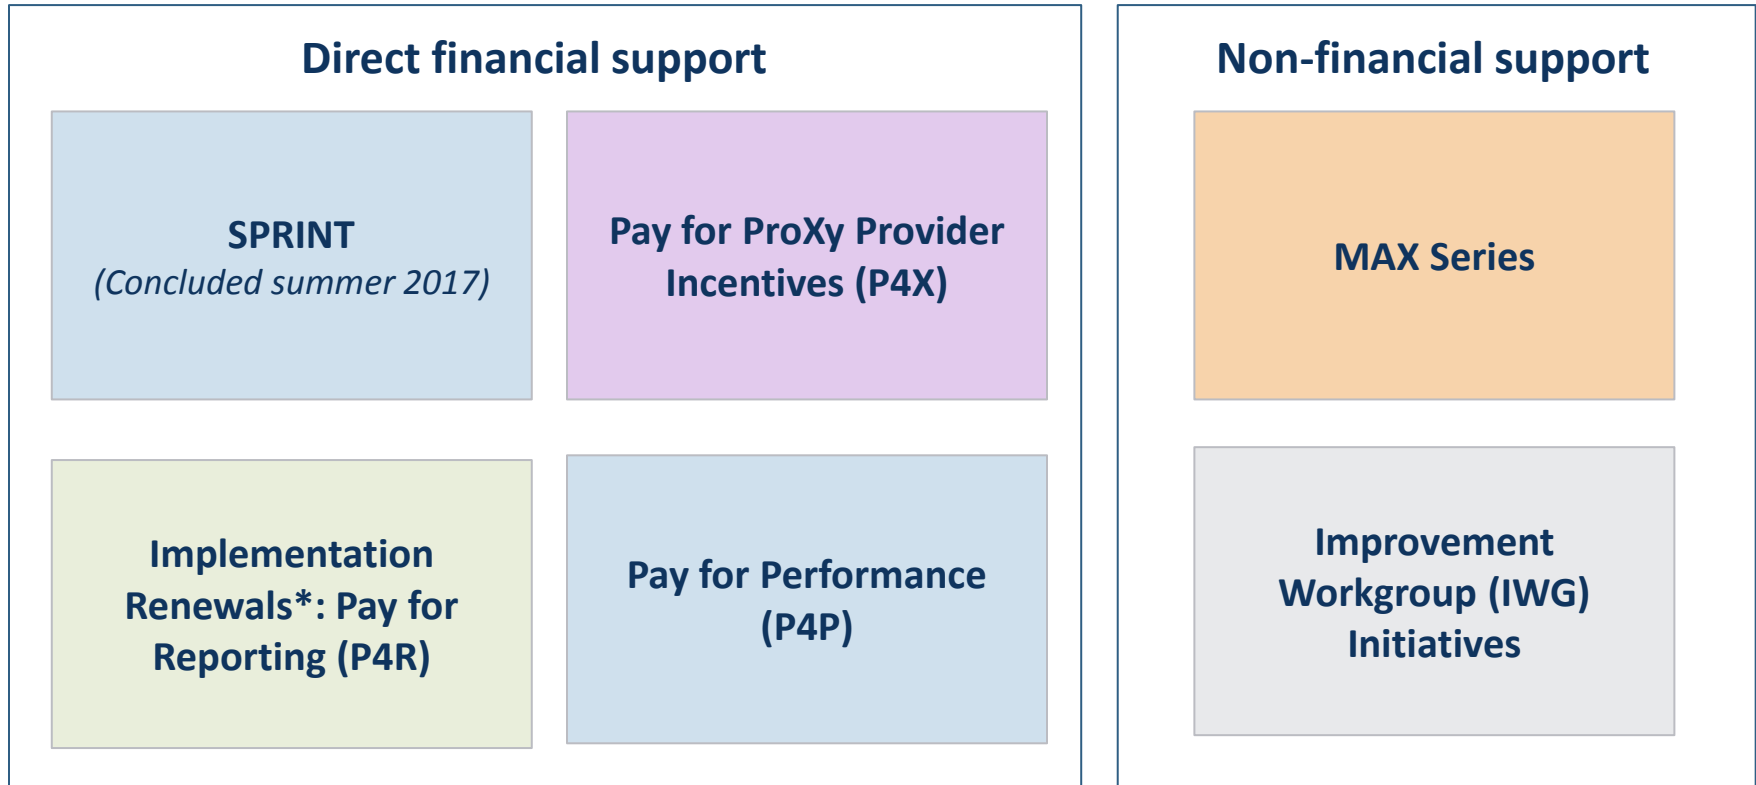 Direct financial support
SPRINT
(Concluded summer 2017)
Pay for ProXy Provider
Incentives (P4X)
Implementation
Renewals*: Pay for
Reporting (P4R)
Pay for Performance
(P4P)
Non-financial support
MAX Series
Improvement
Workgroup (IWG)
Initiatives